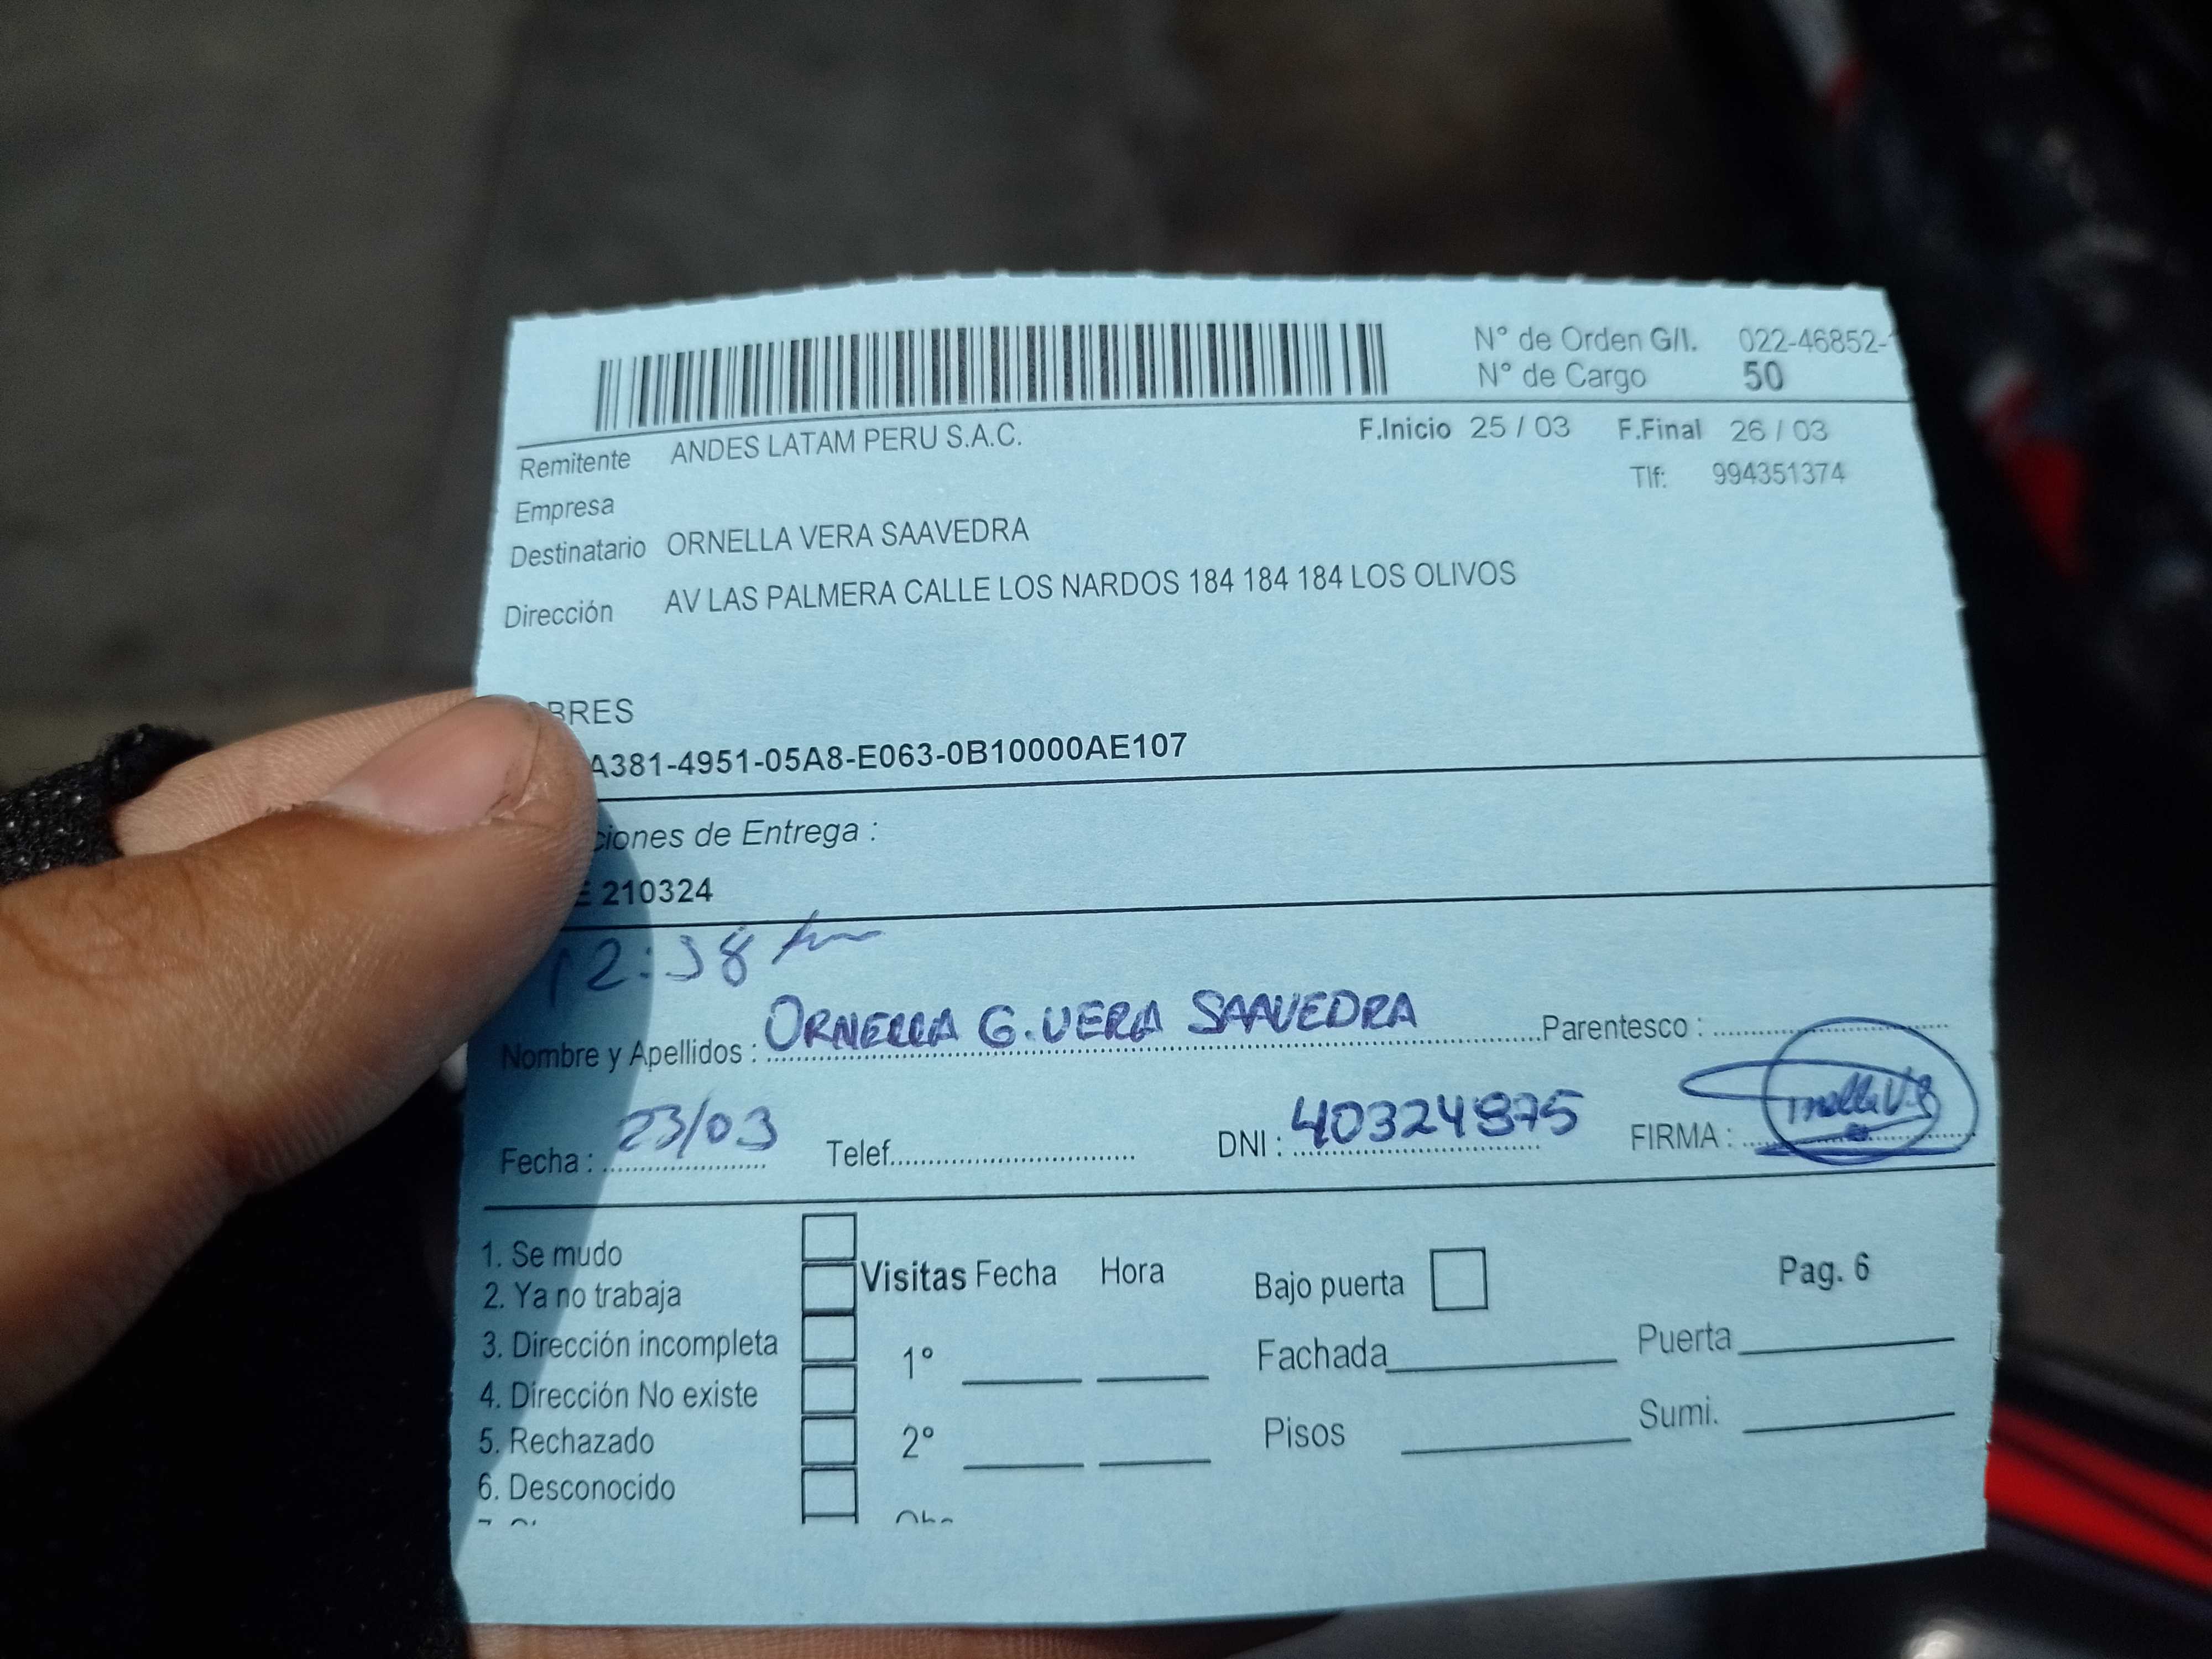 N° de Orden G/I. 022-46852-
N° de Cargo 50
F.Inicio 25 / 03 F.Final 26 / 03
Remitente ANDES LATAM PERU S.A.C.
Tlf: 994351374
Empresa
Destinatario ORNELLA VERA SAAVEDRA
Dirección AV LAS PALMERA CALLE LOS NARDOS 184 184 184 LOS OLIVOS
BRES
A381-4951-05A8-E063-0B10000AE107
ciones de Entrega :
E 210324
12:38
Nombre y Apellidos : ORNELLA G. VERA SAAVEDRA Parentesco :
Fecha : 23/03 Telef. DNI : 40324975 FIRMA :
1. Se mudo
2. Ya no trabaja
3. Dirección incompleta
4. Dirección No existe
5. Rechazado
6. Desconocido
Visitas Fecha Hora
1°
2°
Bajo puerta
Pag. 6
Fachada Puerta
Pisos Sumi.